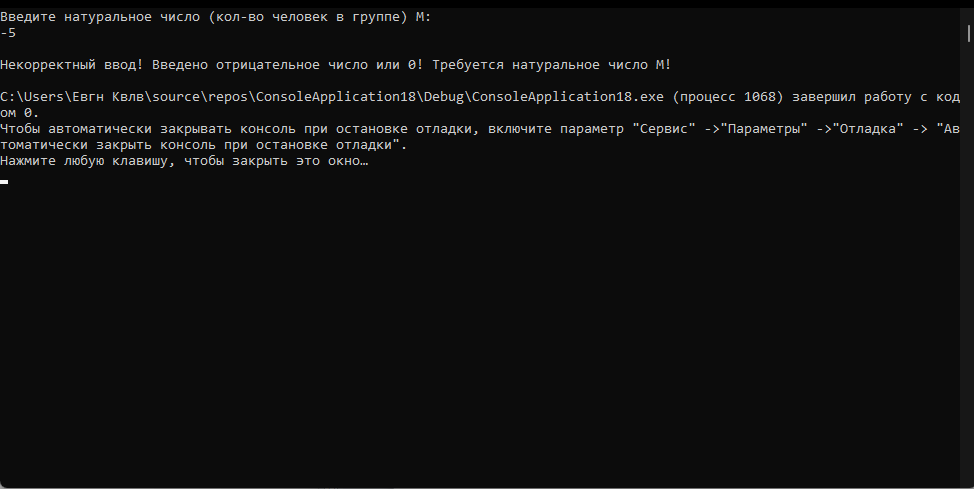 Введите натуральное число (кол-во человек в группе) М:
-5
Некорректный ввод! Введено отрицательное число или 0! Требуется натуральное число М!
C:\Users\Евгн Квлв\source\repos\ConsoleApplication18\Debug\ConsoleApplication18.exe (процесс 1068) завершил работу с код
ом 0.
Чтобы автоматически закрывать консоль при остановке отладки, включите параметр "Сервис" ->"Параметры" ->"Отладка" -> "Ав
томатически закрыть консоль при остановке отладки".
Нажмите любую клавишу, чтобы закрыть это окно…